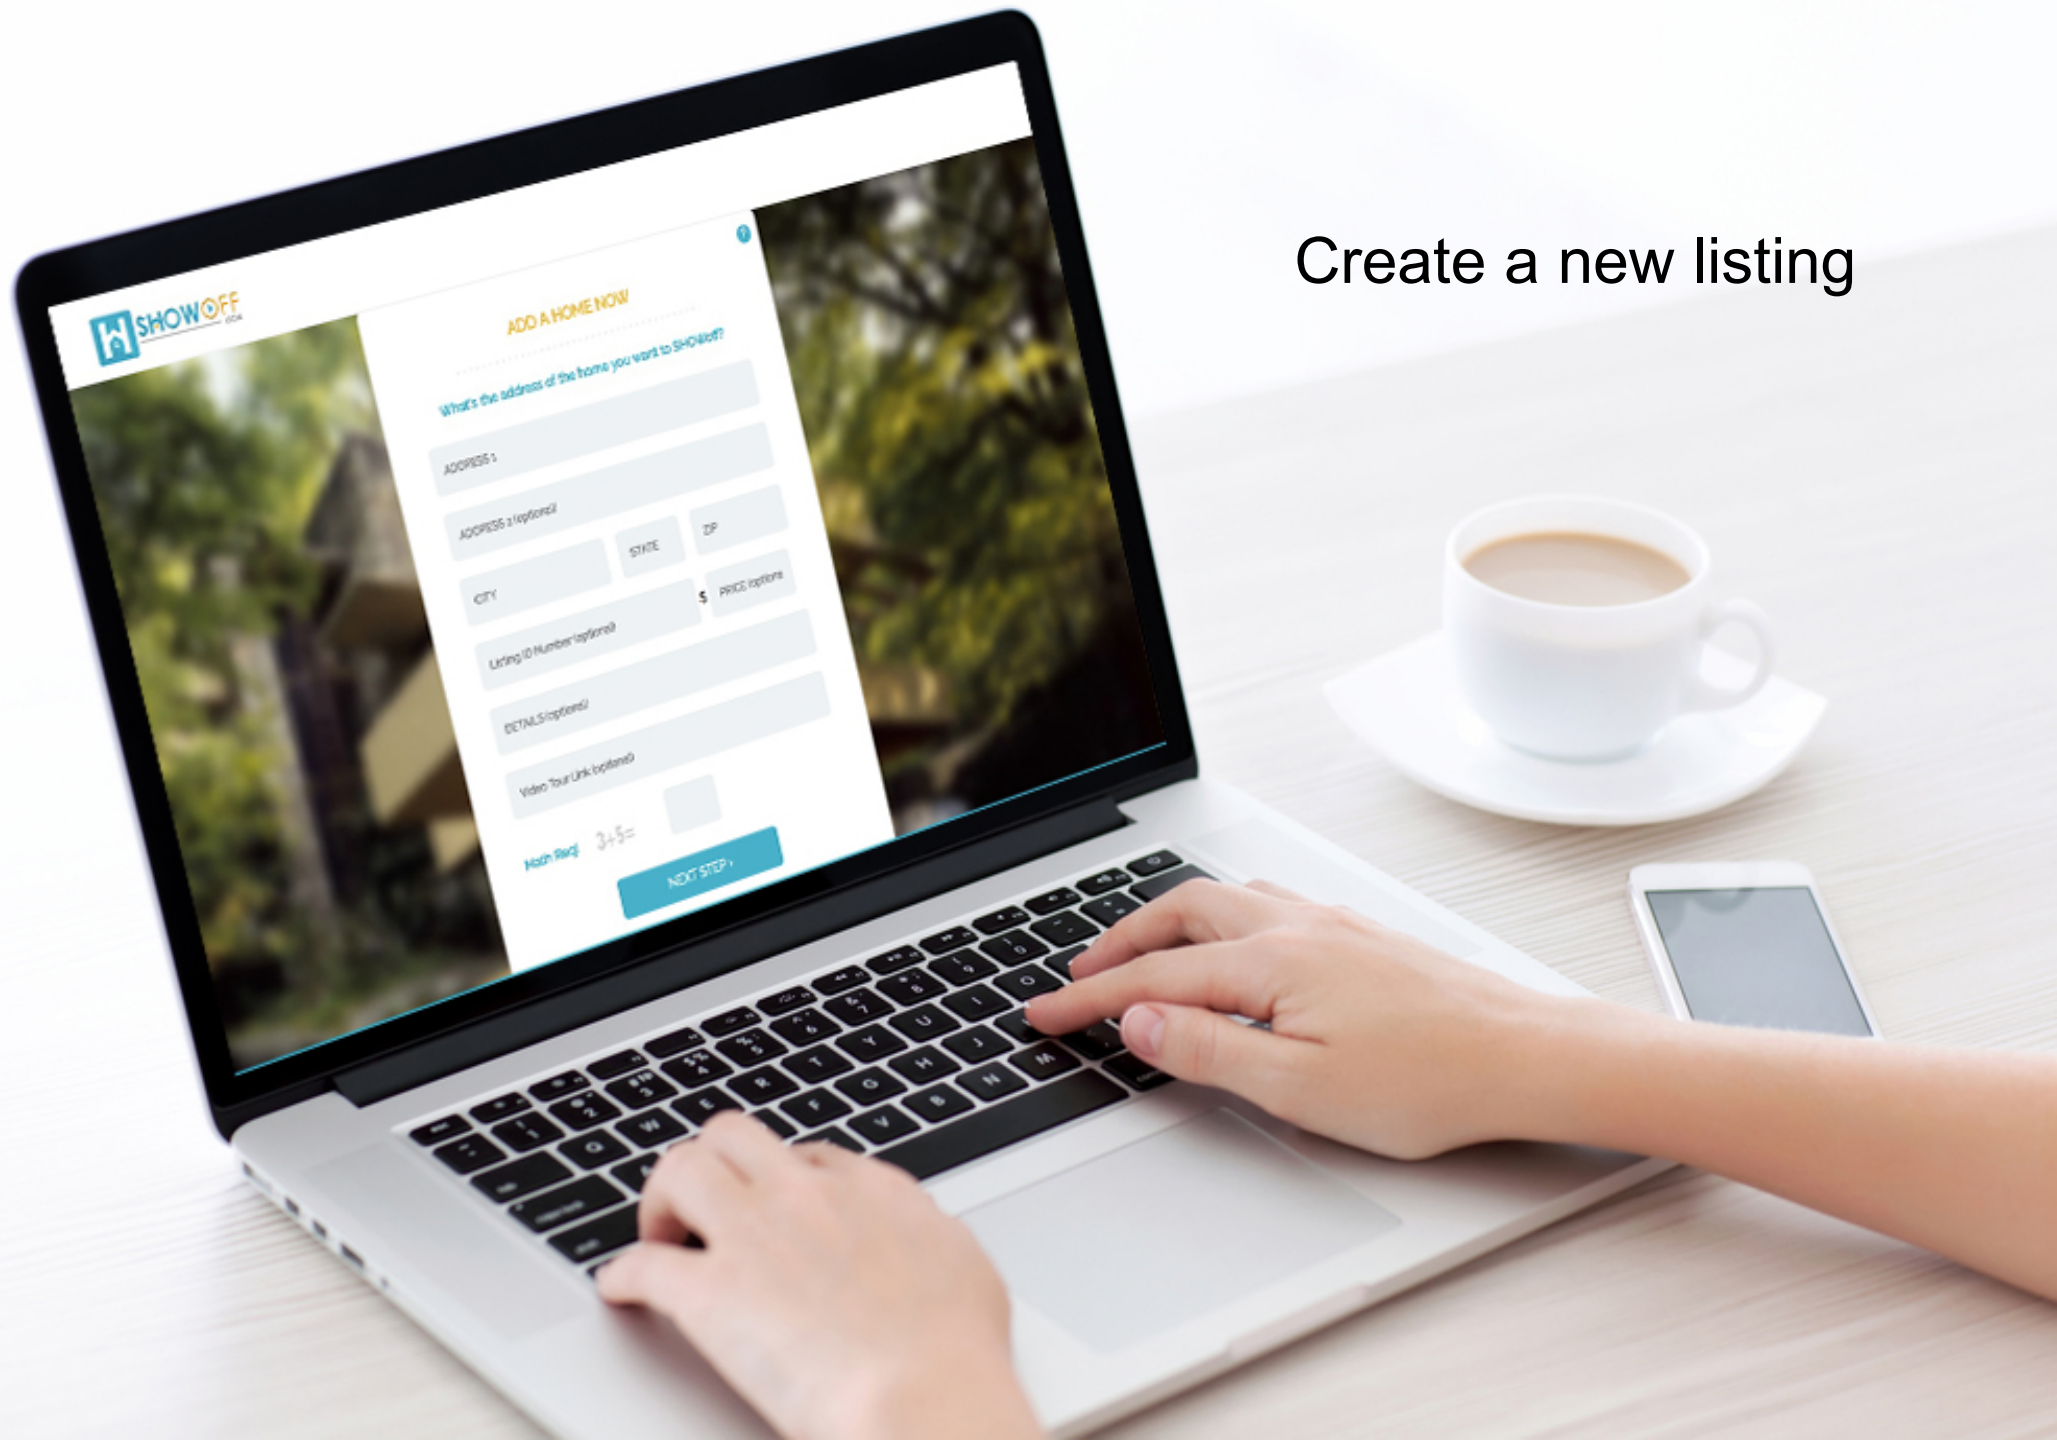 Create a new listing
SHOWOFF
.COM
?
ADD A HOME NOW
What's the address of the home you want to SHOWoff?
ADDRESS 1
ADDRESS 2 (optional)
CITY
STATE
ZIP
Listing ID Number (optional)
$
PRICE (optiona
DETAILS (optional)
Video Tour Link (optional)
Math Req!
3+5=
NEXT STEP ›